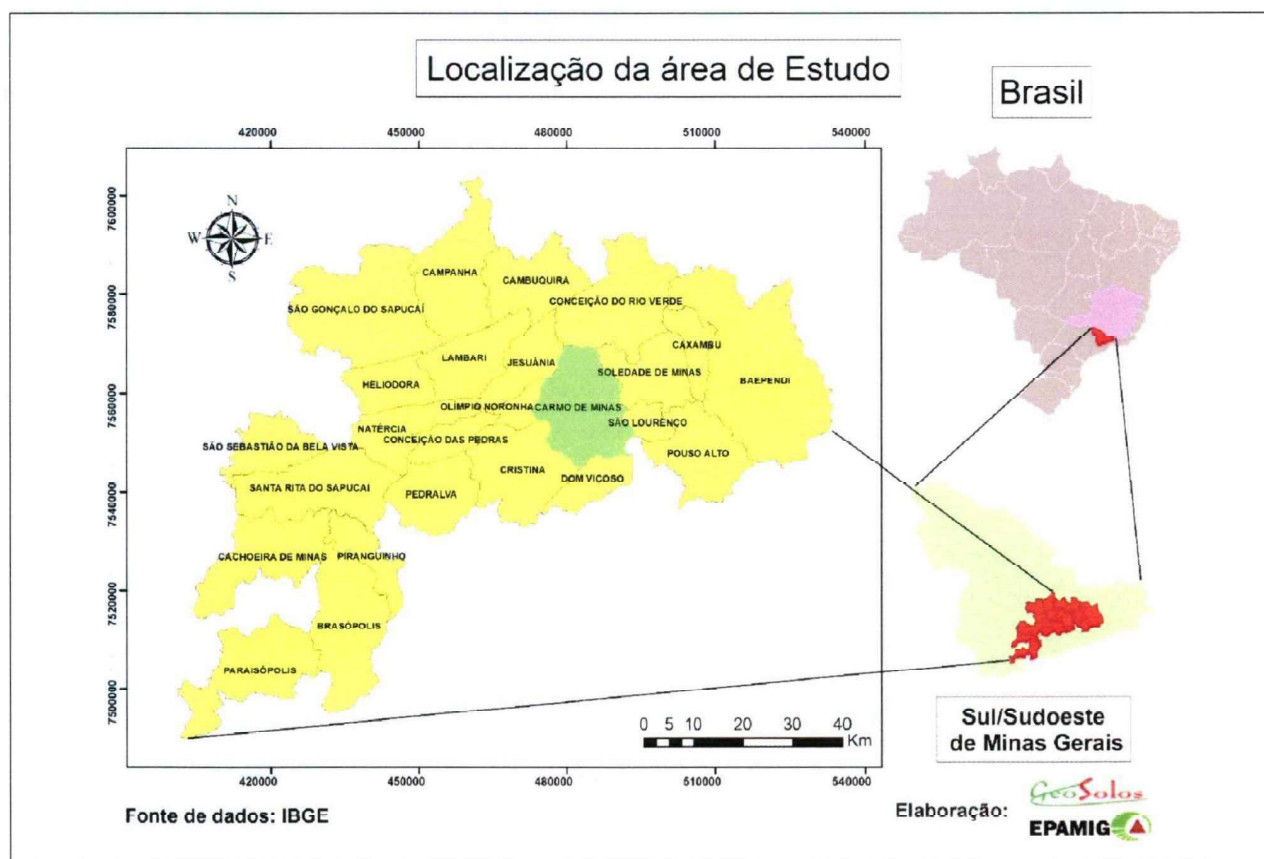 Localização da área de Estudo
Brasil
420000 450000 480000 510000 540000
7600000
7580000
7560000
7540000
7520000
7500000
N
W E
S
CAMPANHA
CAMBUQUIRA
SÃO GONÇALO DO SAPUCAÍ
CONCEIÇÃO DO RIO VERDE
LAMBARI
JESUÂNIA
CAXAMBU
SOLEDADE DE MINAS
HELIODORA
BAEPENDI
OLÍMPIO NORONHA
CARMO DE MINAS
NATÉRCIA
SÃO LOURENÇO
SÃO SEBASTIÃO DA BELA VISTA
CONCEIÇÃO DAS PEDRAS
POUSO ALTO
CRISTINA
SANTA RITA DO SAPUCAI
PEDRALVA
DOM VICOSO
CACHOEIRA DE MINAS
PIRANGUINHO
BRASÓPOLIS
PARAISÓPOLIS
0 5 10 20 30 40
Km
420000 450000 480000 510000 540000
Sul/Sudoeste
de Minas Gerais
Fonte de dados: IBGE
Elaboração:
GeoSolos
EPAMIG